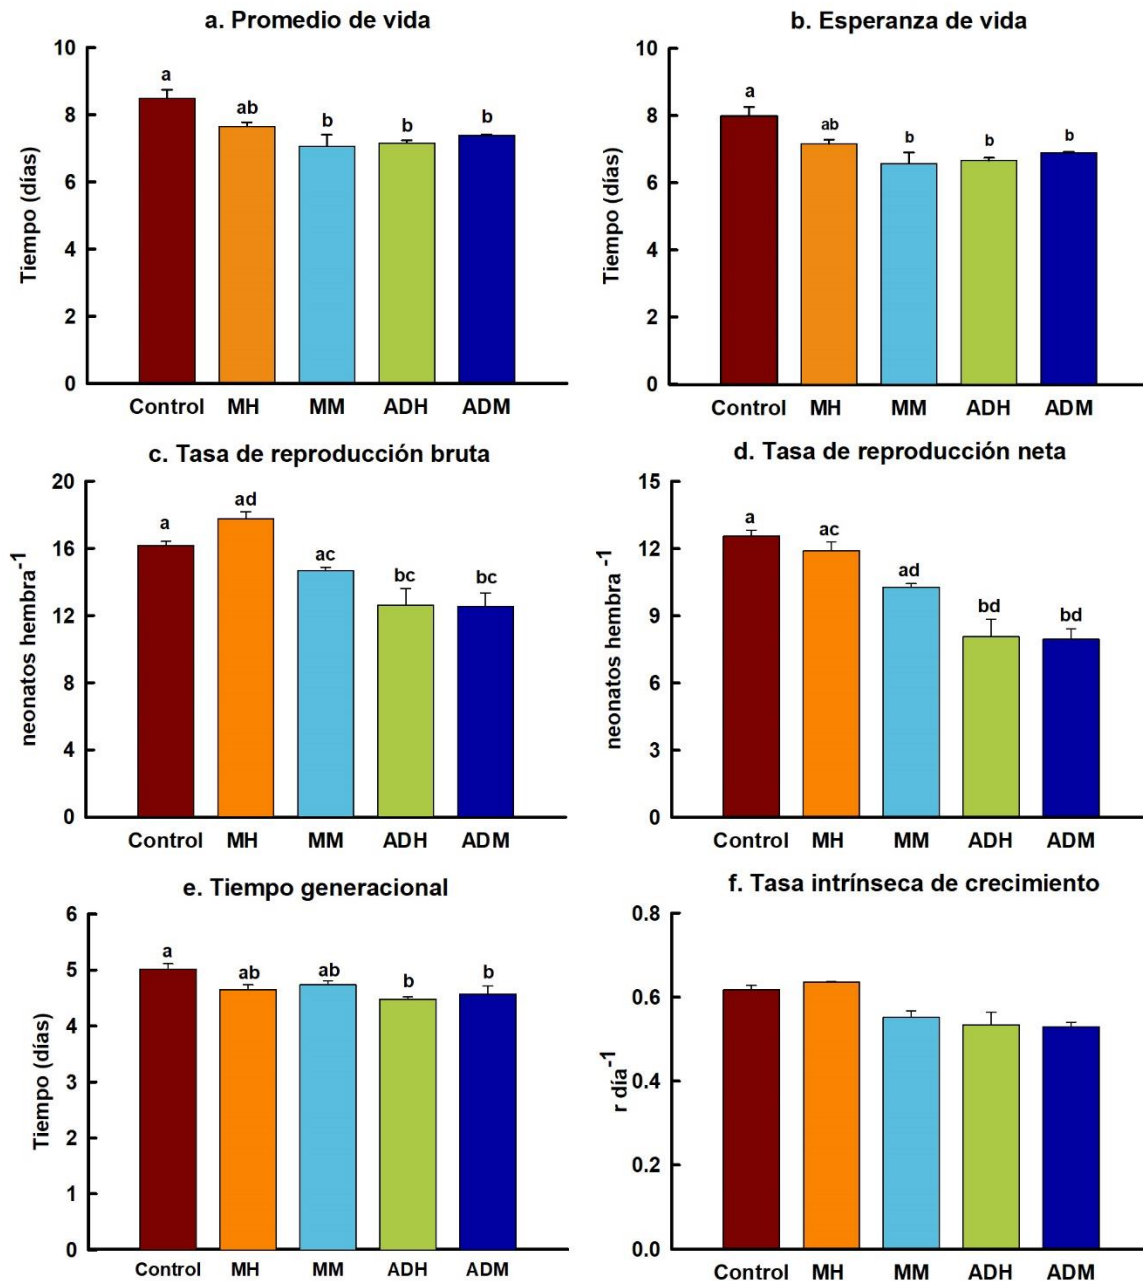 a. Promedio de vida
10
8
6
4
2
0
Tiempo (días)
a
ab
b
b
b
Control MH MM ADH ADM
b. Esperanza de vida
10
8
6
4
2
0
Tiempo (días)
a
ab
b
b
b
Control MH MM ADH ADM
c. Tasa de reproducción bruta
20
16
12
8
4
0
neonatos hembra-1
a
ad
ac
bc
bc
Control MH MM ADH ADM
d. Tasa de reproducción neta
15
12
9
6
3
0
neonatos hembra-1
a
ac
ad
bd
bd
Control MH MM ADH ADM
e. Tiempo generacional
6
5
4
3
2
1
0
Tiempo (días)
a
ab
ab
b
b
Control MH MM ADH ADM
f. Tasa intrínseca de crecimiento
0.8
0.6
0.4
0.2
0.0
r día-1
Control MH MM ADH ADM